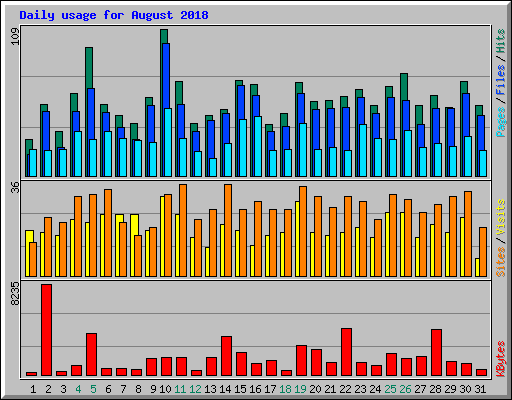 Daily usage for August 2018
109
Pages / Files / Hits
36
Sites / Visits
8235
KBytes
1 2 3 4 5 6 7 8 9 10 11 12 13 14 15 16 17 18 19 20 21 22 23 24 25 26 27 28 29 30 31